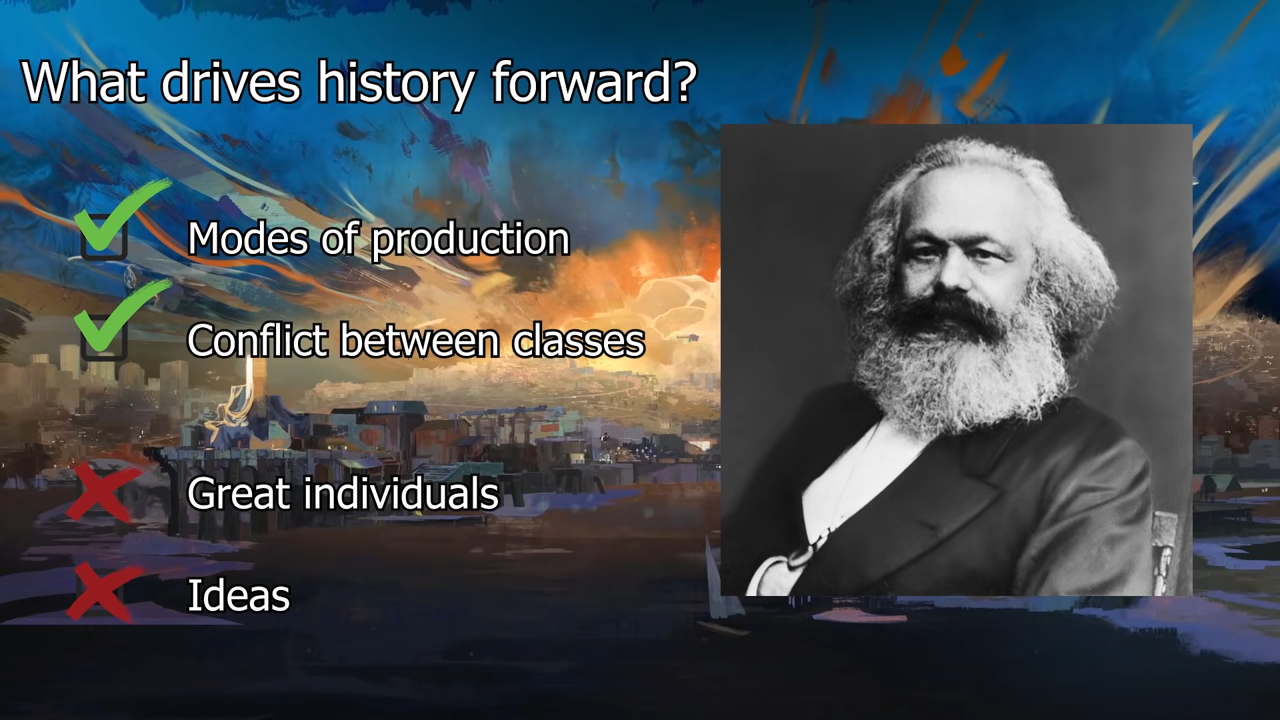 What drives history forward?
Modes of production
Conflict between classes
Great individuals
Ideas